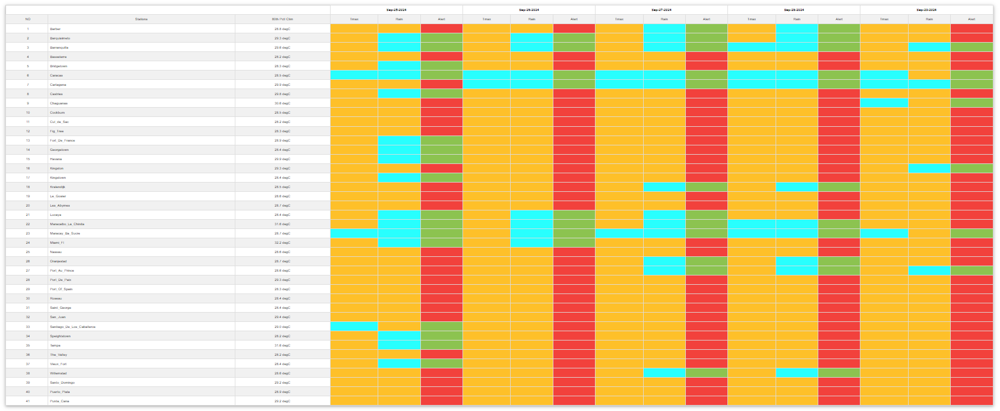 Sep-25-2024 Sep-26-2024 Sep-27-2024 Sep-28-2024 Sep-29-2024
NO Stations 80th Pctl Clim Tmax Rain Alert Tmax Rain Alert Tmax Rain Alert Tmax Rain Alert Tmax Rain Alert
1 Barber 28.8 degC
2 Barquisimeto 29.3 degC
3 Barranquilla 29.6 degC
4 Basseterre 28.2 degC
5 Bridgetown 28.3 degC
6 Caracas 28.5 degC
7 Cartagena 29.9 degC
8 Castries 29.8 degC
9 Chaguanas 30.6 degC
10 Cockburn 28.5 degC
11 Cul_de_Sac 28.2 degC
12 Fig_Tree 28.3 degC
13 Fort_De_France 28.9 degC
14 Georgetown 28.4 degC
15 Havana 29.9 degC
16 Kingston 29.3 degC
17 Kingstown 28.4 degC
18 Kralendijk 28.5 degC
19 Le_Gosier 28.6 degC
20 Les_Abymes 28.7 degC
21 Lucaya 28.4 degC
22 Maracaibo_La_Chinita 31.6 degC
23 Maracay_Ba_Sucre 28.7 degC
24 Miami_Fl 32.2 degC
25 Nassau 28.6 degC
26 Oranjestad 28.7 degC
27 Port_Au_Prince 28.6 degC
28 Port_De_Paix 29.3 degC
29 Port_Of_Spain 28.3 degC
30 Roseau 28.4 degC
31 Saint_George 28.4 degC
32 San_Juan 29.4 degC
33 Santiago_De_Los_Caballeros 29.0 degC
34 Speightstown 28.2 degC
35 Tampa 31.6 degC
36 The_Valley 28.2 degC
37 Vieux_Fort 28.4 degC
38 Willemstad 28.6 degC
39 Santo_Domingo 29.2 degC
40 Puerto_Plata 28.9 degC
41 Punta_Cana 29.2 degC